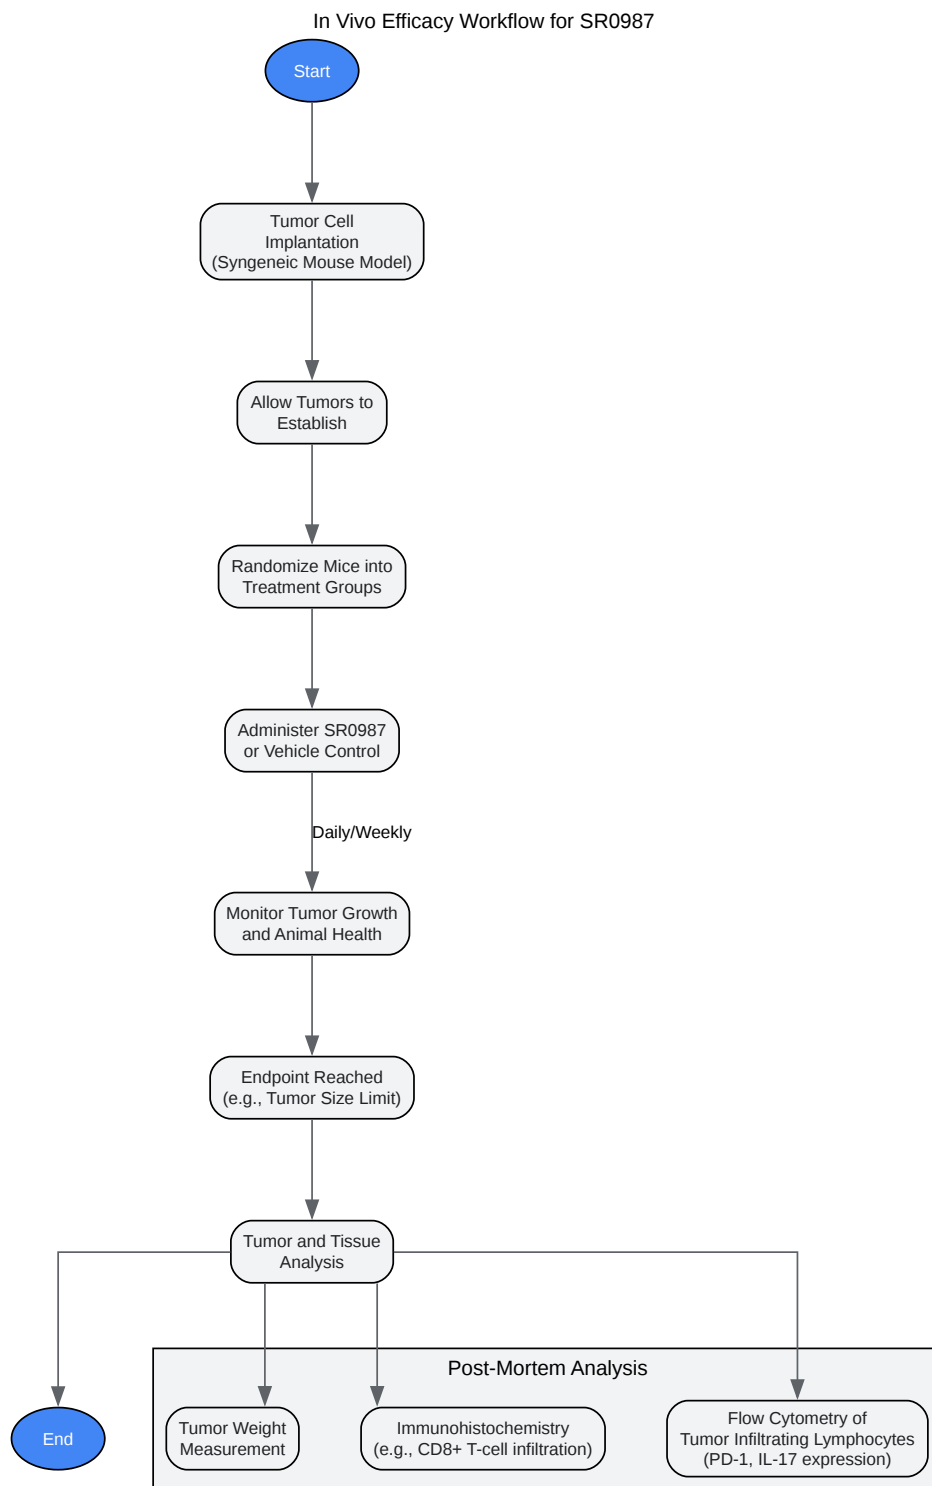 In Vivo Efficacy Workflow for SR0987
Start
Tumor Cell
Implantation
(Syngeneic Mouse Model)
Allow Tumors to
Establish
Randomize Mice into
Treatment Groups
Administer SR0987
or Vehicle Control
Daily/Weekly
Monitor Tumor Growth
and Animal Health
Endpoint Reached
(e.g., Tumor Size Limit)
Tumor and Tissue
Analysis
Post-Mortem Analysis
End
Tumor Weight
Measurement
Immunohistochemistry
(e.g., CD8+ T-cell infiltration)
Flow Cytometry of
Tumor Infiltrating Lymphocytes
(PD-1, IL-17 expression)